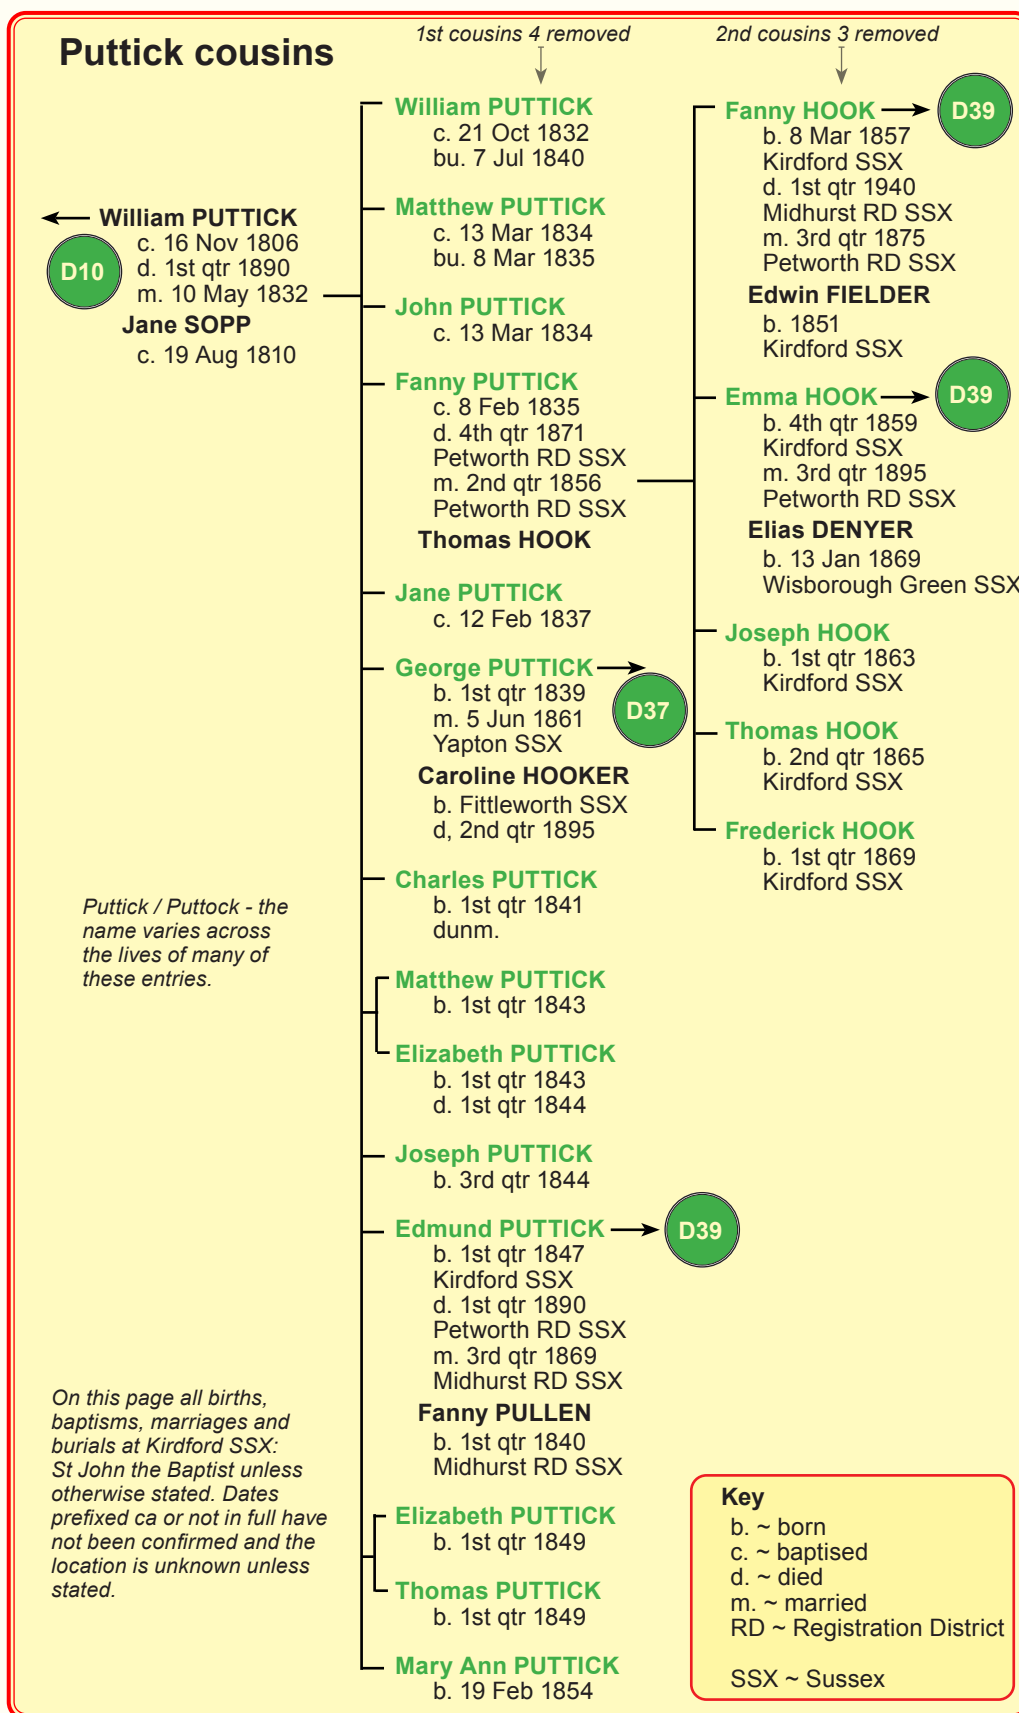 Puttick cousins
1st cousins 4 removed
2nd cousins 3 removed
William PUTTICK
c. 16 Nov 1806
d. 1st qtr 1890
m. 10 May 1832
Jane SOPP
c. 19 Aug 1810
D10
William PUTTICK
c. 21 Oct 1832
bu. 7 Jul 1840
Matthew PUTTICK
c. 13 Mar 1834
bu. 8 Mar 1835
John PUTTICK
c. 13 Mar 1834
Fanny PUTTICK
c. 8 Feb 1835
d. 4th qtr 1871
Petworth RD SSX
m. 2nd qtr 1856
Petworth RD SSX
Thomas HOOK
Jane PUTTICK
c. 12 Feb 1837
George PUTTICK
b. 1st qtr 1839
m. 5 Jun 1861
Yapton SSX
D37
Caroline HOOKER
b. Fittleworth SSX
d, 2nd qtr 1895
Charles PUTTICK
b. 1st qtr 1841
dunm.
Matthew PUTTICK
b. 1st qtr 1843
Elizabeth PUTTICK
b. 1st qtr 1843
d. 1st qtr 1844
Joseph PUTTICK
b. 3rd qtr 1844
Edmund PUTTICK
D39
b. 1st qtr 1847
Kirdford SSX
d. 1st qtr 1890
Petworth RD SSX
m. 3rd qtr 1869
Midhurst RD SSX
Fanny PULLEN
b. 1st qtr 1840
Midhurst RD SSX
Elizabeth PUTTICK
b. 1st qtr 1849
Thomas PUTTICK
b. 1st qtr 1849
Mary Ann PUTTICK
b. 19 Feb 1854
Fanny HOOK
D39
b. 8 Mar 1857
Kirdford SSX
d. 1st qtr 1940
Midhurst RD SSX
m. 3rd qtr 1875
Petworth RD SSX
Edwin FIELDER
b. 1851
Kirdford SSX
Emma HOOK
D39
b. 4th qtr 1859
Kirdford SSX
m. 3rd qtr 1895
Petworth RD SSX
Elias DENYER
b. 13 Jan 1869
Wisborough Green SSX
Joseph HOOK
b. 1st qtr 1863
Kirdford SSX
Thomas HOOK
b. 2nd qtr 1865
Kirdford SSX
Frederick HOOK
b. 1st qtr 1869
Kirdford SSX
Puttick / Puttock - the
name varies across
the lives of many of
these entries.
On this page all births,
baptisms, marriages and
burials at Kirdford SSX:
St John the Baptist unless
otherwise stated. Dates
prefixed ca or not in full have
not been confirmed and the
location is unknown unless
stated.
Key
b. ~ born
c. ~ baptised
d. ~ died
m. ~ married
RD ~ Registration District
SSX ~ Sussex